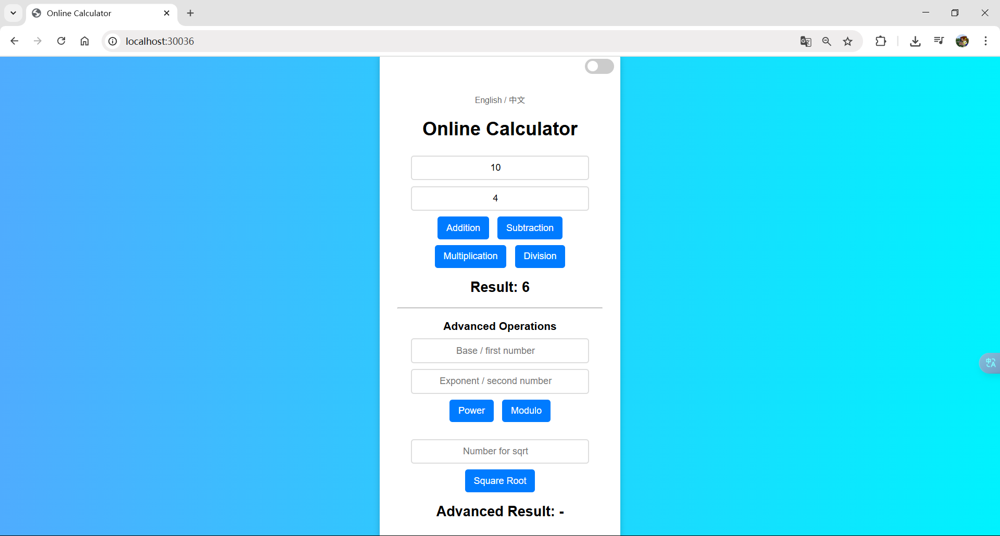 Online Calculator
localhost:30036
English / 中文
Online Calculator
10
4
Addition Subtraction
Multiplication Division
Result: 6
Advanced Operations
Base / first number
Exponent / second number
Power Modulo
Number for sqrt
Square Root
Advanced Result: -